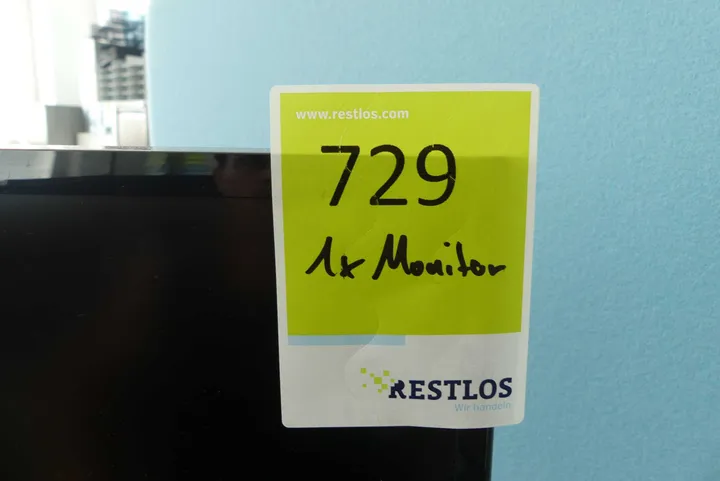 www.restlos.com
729
1x Monitor
RESTLOS
Wir handeln.